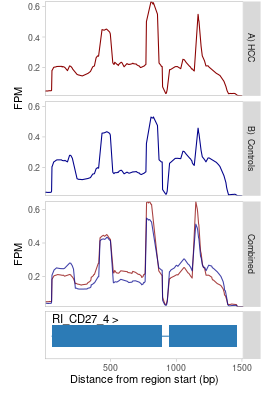 0.6
0.4
0.2
FPM
A) HCC
0.6
0.4
0.2
B) Controls
0.6
0.4
0.2
FPM
Combined
RI_CD27_4 >
0
500
1000
1500
Distance from region start (bp)